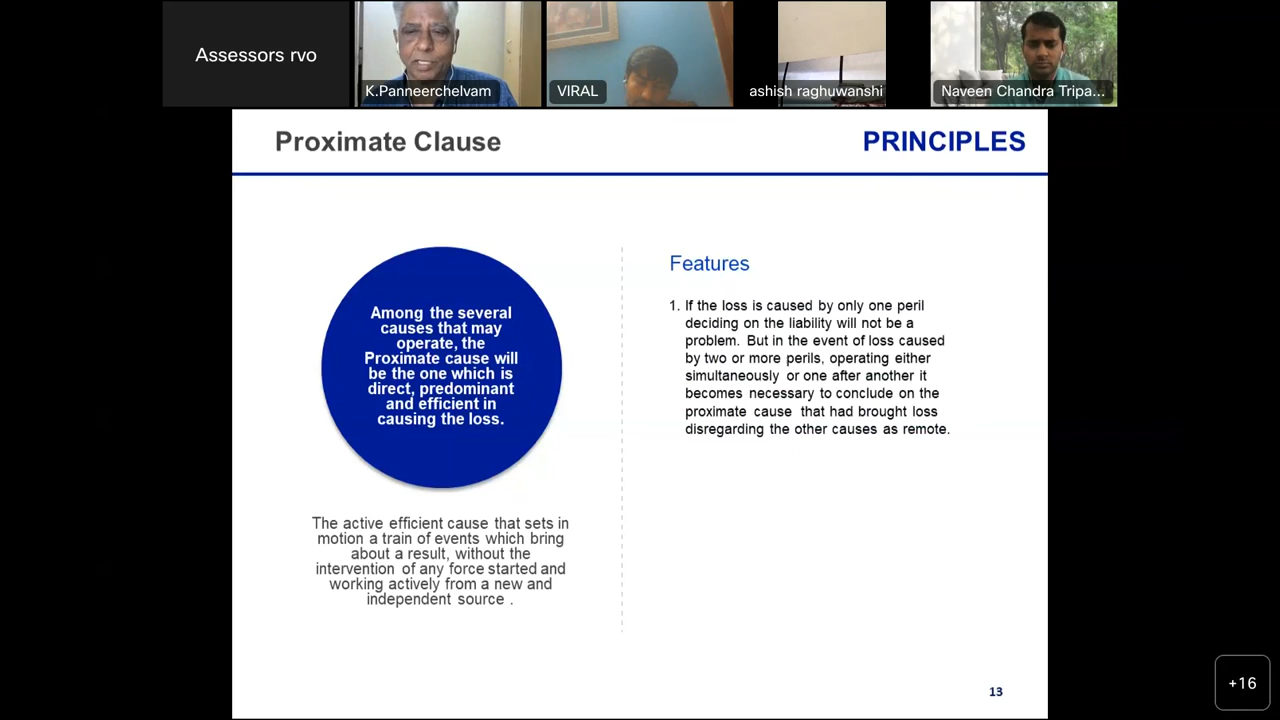 Assessors rvo
K.Panneerchelvam
VIRAL
ashish raghuwanshi
Naveen Chandra Tripa...
Proximate Clause
PRINCIPLES
Among the several
causes that may
operate, the
Proximate cause will
be the one which is
direct, predominant
and efficient in
causing the loss.
The active efficient cause that sets in
motion a train of events which bring
about a result, without the
intervention of any force started and
working actively from a new and
independent source .
Features
1. If the loss is caused by only one peril
deciding on the liability will not be a
problem. But in the event of loss caused
by two or more perils, operating either
simultaneously or one after another it
becomes necessary to conclude on the
proximate cause that had brought loss
disregarding the other causes as remote.
13
+16